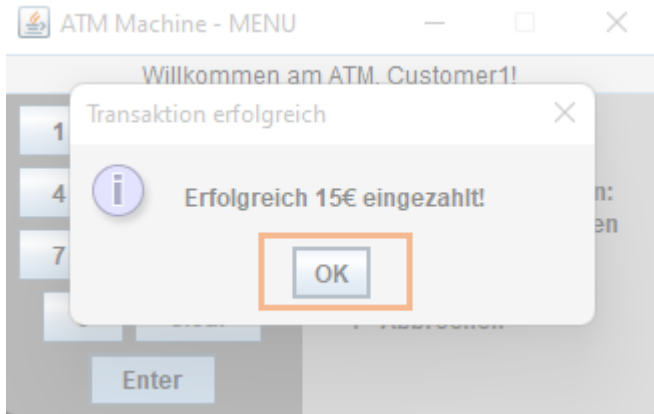 ATM Machine - MENU
Willkommen am ATM, Customer1!
Transaktion erfolgreich
1
Erfolgreich 15€ eingezahlt!
4
n:
en
7
OK
Enter